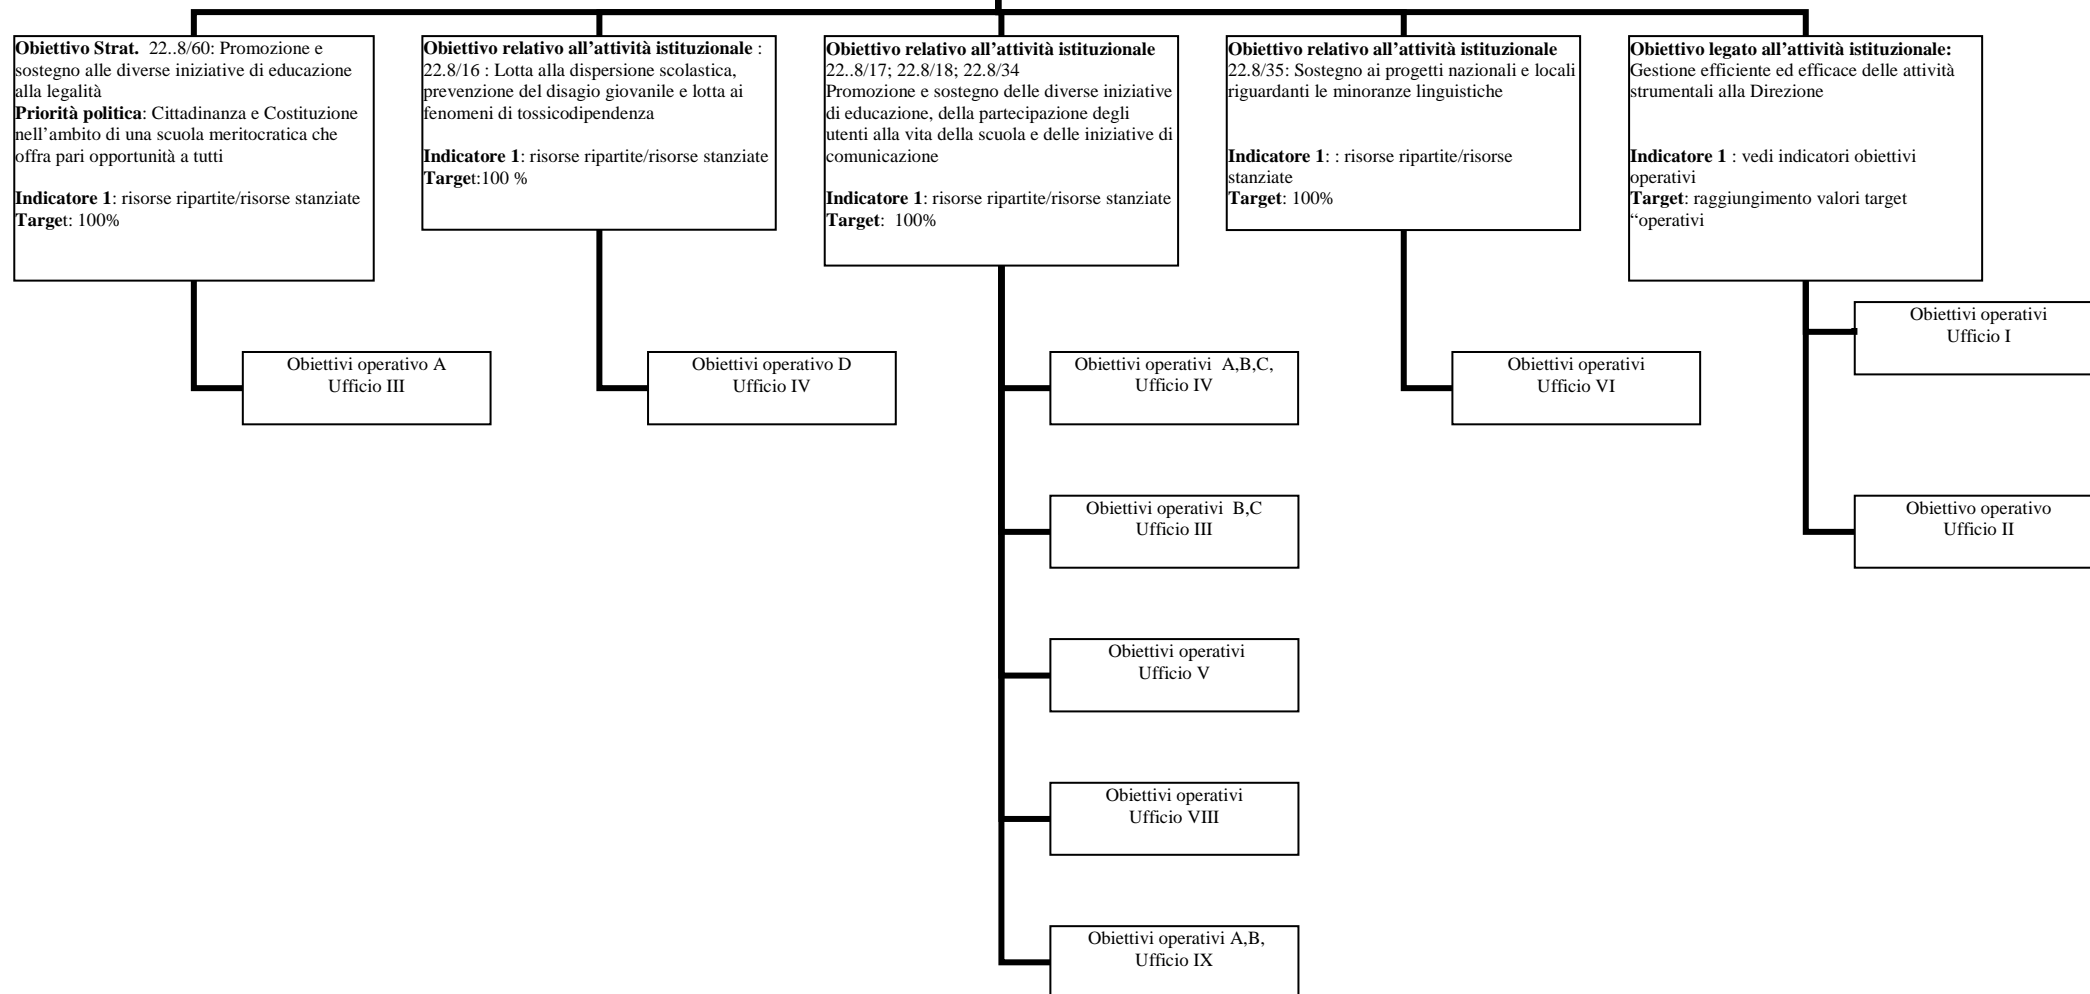 Obiettivo Strat.  22..8/60: Promozione e
sostegno alle diverse iniziative di educazione
alla legalità
Priorità politica: Cittadinanza e Costituzione
nell’ambito di una scuola meritocratica che
offra pari opportunità a tutti
Indicatore 1: risorse ripartite/risorse stanziate
Target: 100%
Obiettivo relativo all’attività istituzionale :
22.8/16 : Lotta alla dispersione scolastica,
prevenzione del disagio giovanile e lotta ai
fenomeni di tossicodipendenza
Indicatore 1: risorse ripartite/risorse stanziate
Target:100 %
Obiettivo relativo all’attività istituzionale
22..8/17; 22.8/18; 22.8/34
Promozione e sostegno delle diverse iniziative
di educazione, della partecipazione degli
utenti alla vita della scuola e delle iniziative di
comunicazione
Indicatore 1: risorse ripartite/risorse stanziate
Target:  100%
Obiettivo relativo all’attività istituzionale
22.8/35: Sostegno ai progetti nazionali e locali
riguardanti le minoranze linguistiche
Indicatore 1: : risorse ripartite/risorse
stanziate
Target: 100%
Obiettivo legato all’attività istituzionale:
Gestione efficiente ed efficace delle attività
strumentali alla Direzione
Indicatore 1 : vedi indicatori obiettivi
operativi
Target: raggiungimento valori target
“operativi
Obiettivi operativo A
Ufficio III
Obiettivi operativo D
Ufficio IV
Obiettivi operativi  A,B,C,
Ufficio IV
Obiettivi operativi  B,C
Ufficio III
Obiettivi operativi
Ufficio V
Obiettivi operativi
Ufficio VIII
Obiettivi operativi A,B,
Ufficio IX
Obiettivi operativi
Ufficio VI
Obiettivi operativi
Ufficio I
Obiettivo operativo
Ufficio II